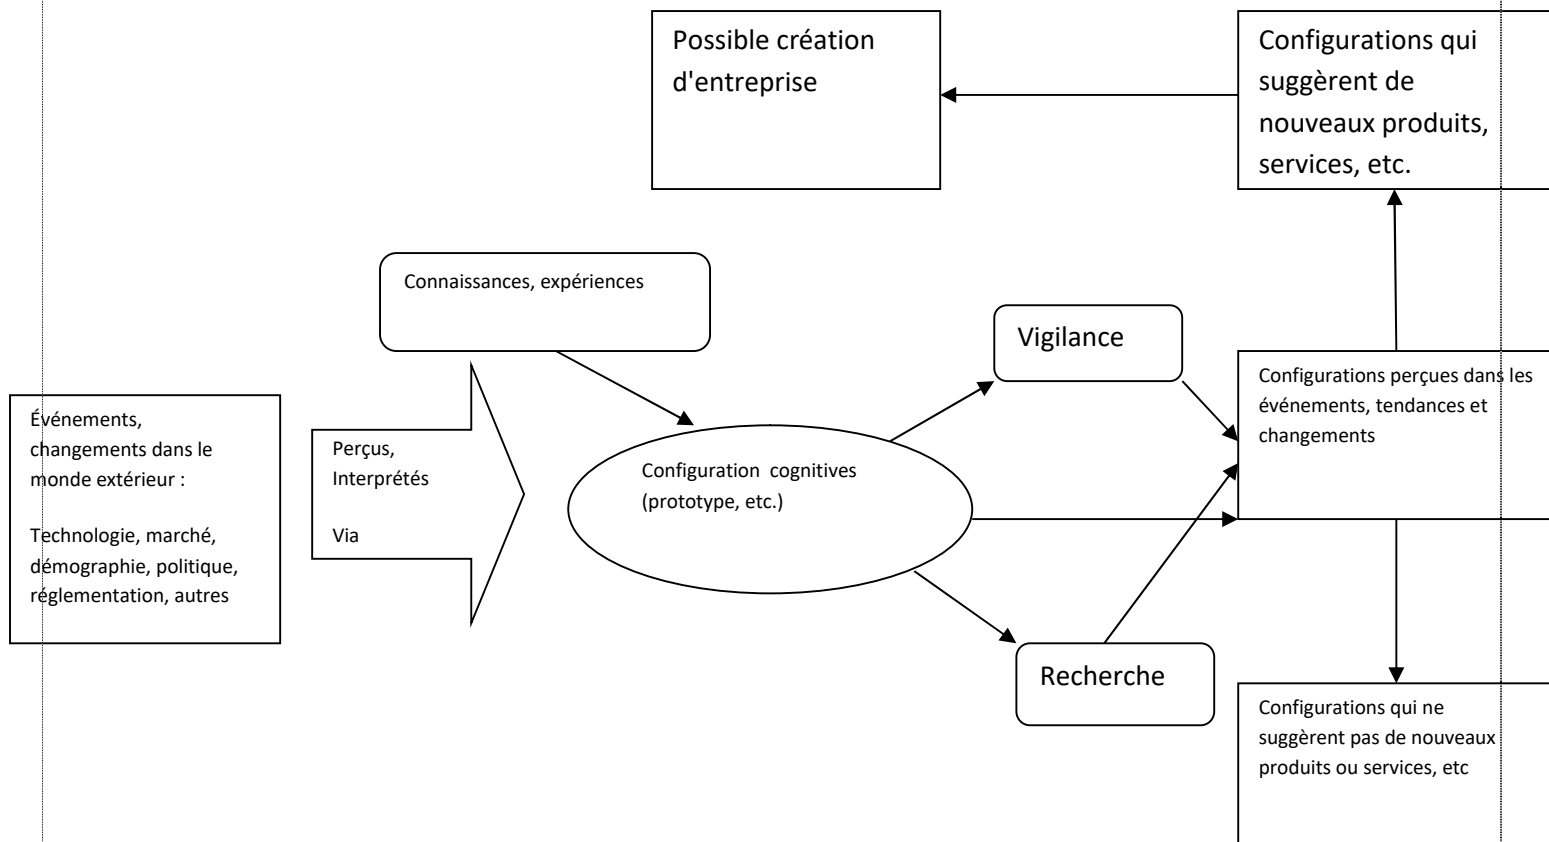 Possible création
d'entreprise
Configurations qui
suggèrent de
nouveaux produits,
services, etc.
Connaissances, expériences
Vigilance
Configurations perçues dans les
événements, tendances et
changements
Événements,
changements dans le
monde extérieur :
Technologie, marché,
démographie, politique,
réglementation, autres
Perçus,
Interprétés
Via
Configuration  cognitives
(prototype, etc.)
Recherche
Configurations qui ne
suggèrent pas de nouveaux
produits ou services, etc